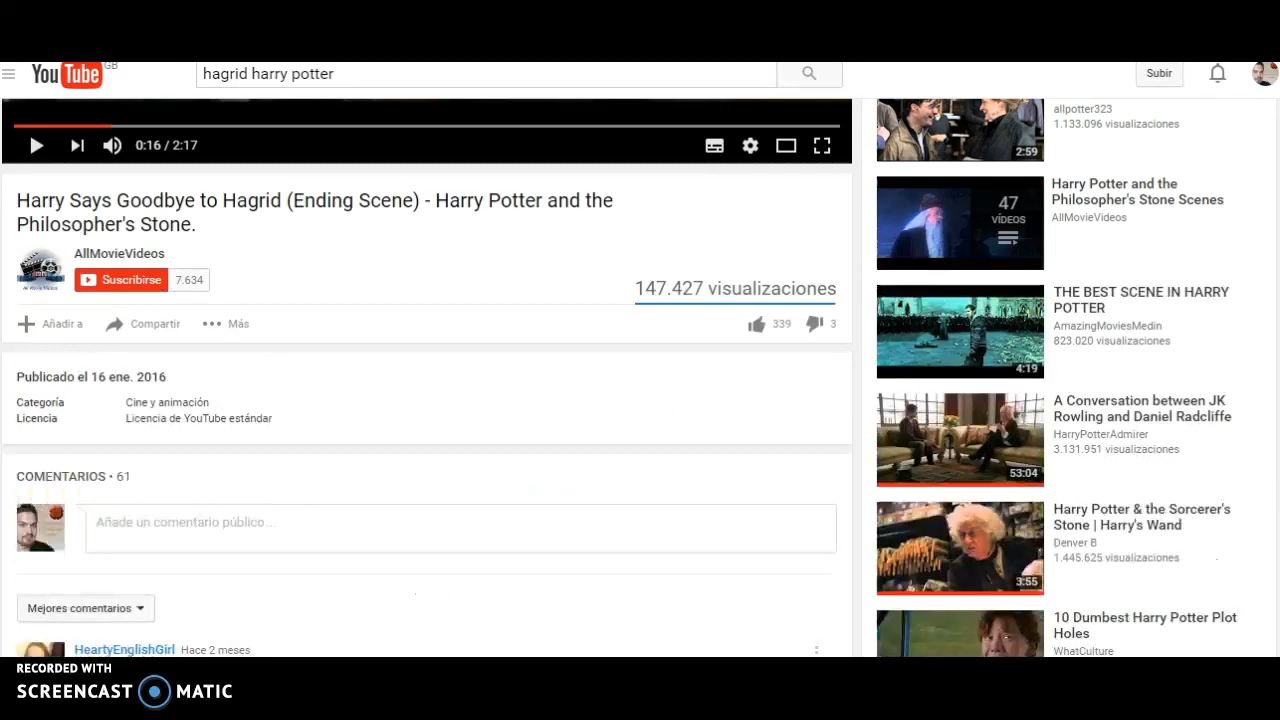 YouTube GB
hagrid harry potter
Subir
0:16 / 2:17
Harry Says Goodbye to Hagrid (Ending Scene) - Harry Potter and the
Philosopher's Stone.
AllMovieVideos
Suscribirse 7.634
147.427 visualizaciones
Añadir a Compartir Más
339 3
Publicado el 16 ene. 2016
Categoría Cine y animación
Licencia Licencia de YouTube estándar
COMENTARIOS • 61
Añade un comentario público...
Mejores comentarios
HeartyEnglishGirl Hace 2 meses
allpotter323
1.133.096 visualizaciones
2:59
47
VÍDEOS
Harry Potter and the
Philosopher's Stone Scenes
AllMovieVideos
THE BEST SCENE IN HARRY
POTTER
AmazingMoviesMedin
823.020 visualizaciones
4:19
A Conversation between JK
Rowling and Daniel Radcliffe
HarryPotterAdmirer
3.131.951 visualizaciones
53:04
Harry Potter & the Sorcerer's
Stone | Harry's Wand
Denver B
1.445.625 visualizaciones
3:55
10 Dumbest Harry Potter Plot
Holes
WhatCulture
RECORDED WITH
SCREENCAST MATIC